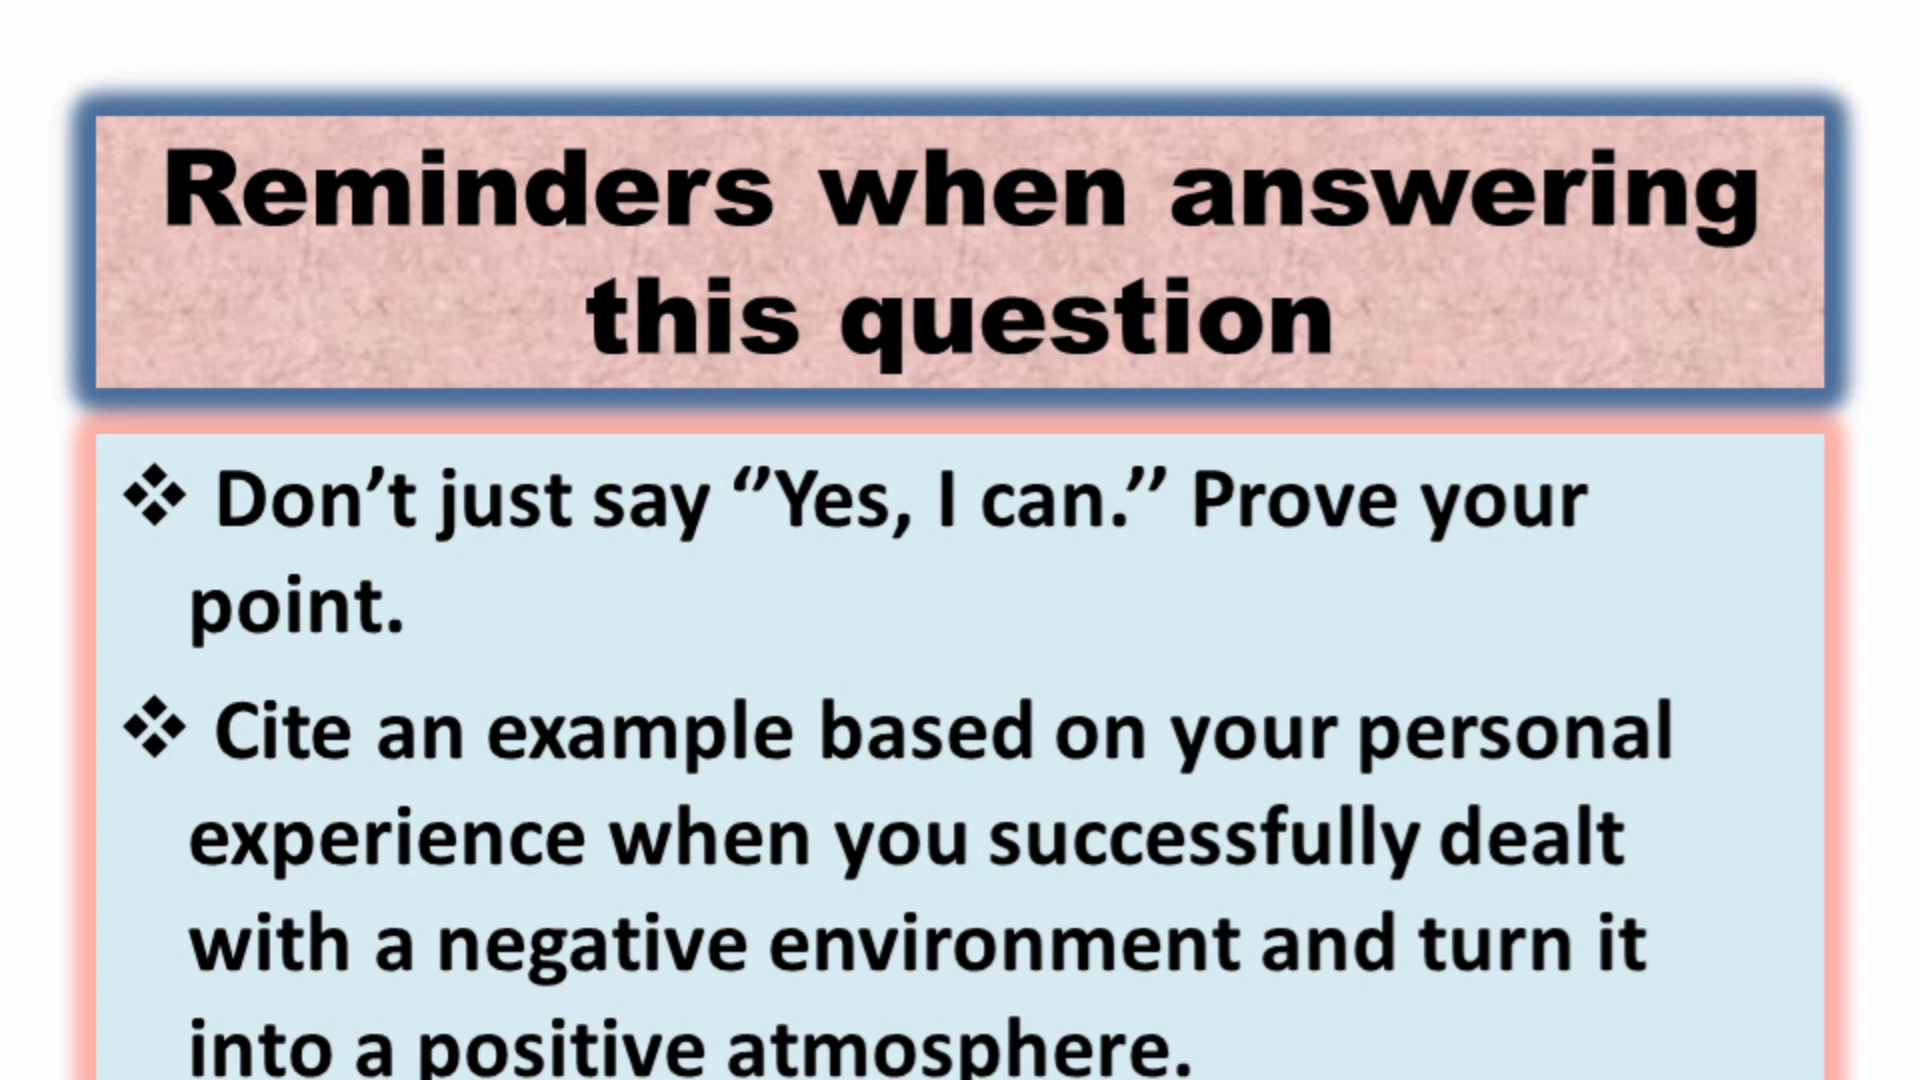 Reminders when answering
this question
❖ Don’t just say ‘’Yes, I can.’’ Prove your
point.
❖ Cite an example based on your personal
experience when you successfully dealt
with a negative environment and turn it
into a positive atmosphere.